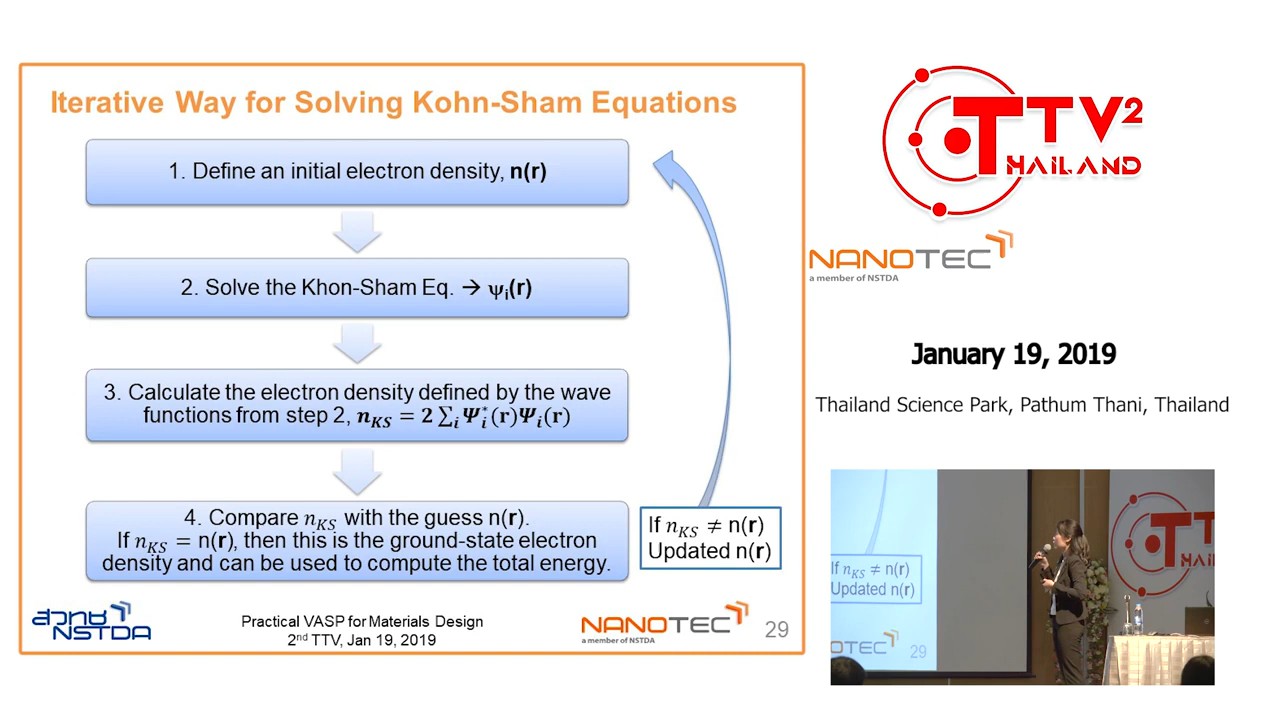 Iterative Way for Solving Kohn-Sham Equations
1. Define an initial electron density, n(r)
2. Solve the Khon-Sham Eq. → ψi(r)
3. Calculate the electron density defined by the wave
functions from step 2, nKS = 2 ∑i Ψi*(r)Ψi(r)
4. Compare nKS with the guess n(r).
If nKS = n(r), then this is the ground-state electron
density and can be used to compute the total energy.
If nKS ≠ n(r)
Updated n(r)
สวทช
NSTDA
Practical VASP for Materials Design
2nd TTV, Jan 19, 2019
NANOTEC
a member of NSTDA
29
TTV2
THAILAND
NANOTEC
a member of NSTDA
January 19, 2019
Thailand Science Park, Pathum Thani, Thailand
If nKS ≠ n(r)
Updated n(r)
OTEC
29